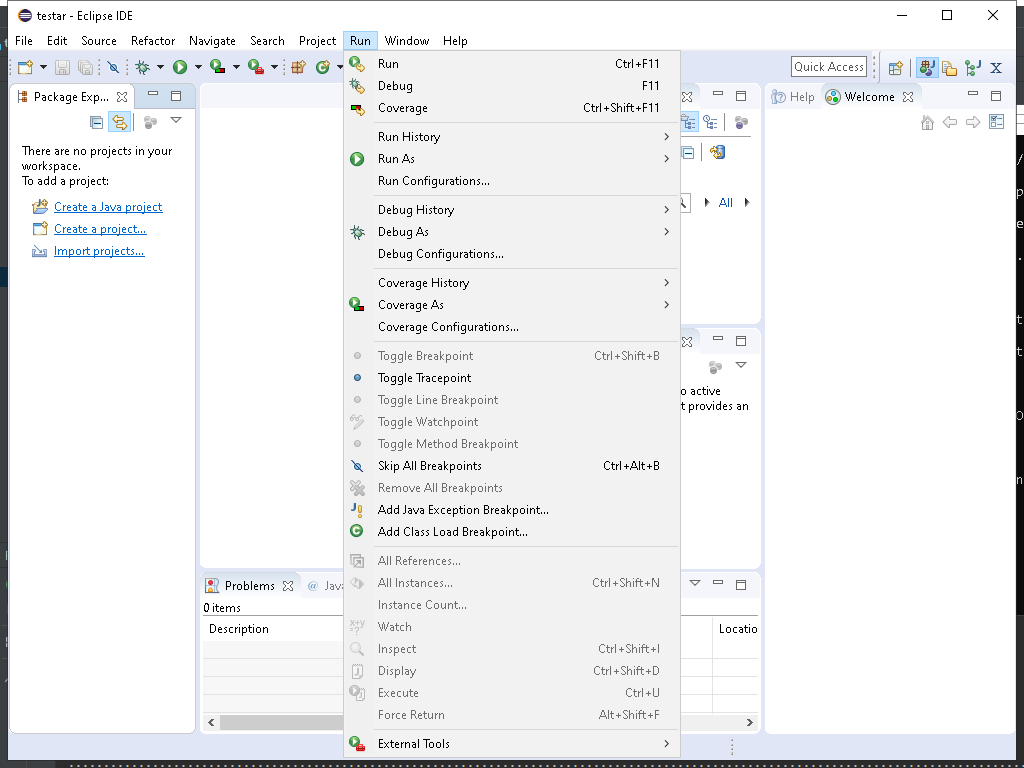 testar - Eclipse IDE
File Edit Source Refactor Navigate Search Project Run Window Help
Quick Access
Package Exp...
There are no projects in your
workspace.
To add a project:
Create a Java project
Create a project...
Import projects...
Run Ctrl+F11
Debug F11
Coverage Ctrl+Shift+F11
Run History
Run As
Run Configurations...
Debug History
Debug As
Debug Configurations...
Coverage History
Coverage As
Coverage Configurations...
Toggle Breakpoint Ctrl+Shift+B
Toggle Tracepoint
Toggle Line Breakpoint
Toggle Watchpoint
Toggle Method Breakpoint
Skip All Breakpoints Ctrl+Alt+B
Remove All Breakpoints
Add Java Exception Breakpoint...
Add Class Load Breakpoint...
All References...
All Instances... Ctrl+Shift+N
Instance Count...
Watch
Inspect Ctrl+Shift+I
Display Ctrl+Shift+D
Execute Ctrl+U
Force Return Alt+Shift+F
External Tools
All
o active
t provides an
Help Welcome
Problems @ Java
0 items
Description Locatio